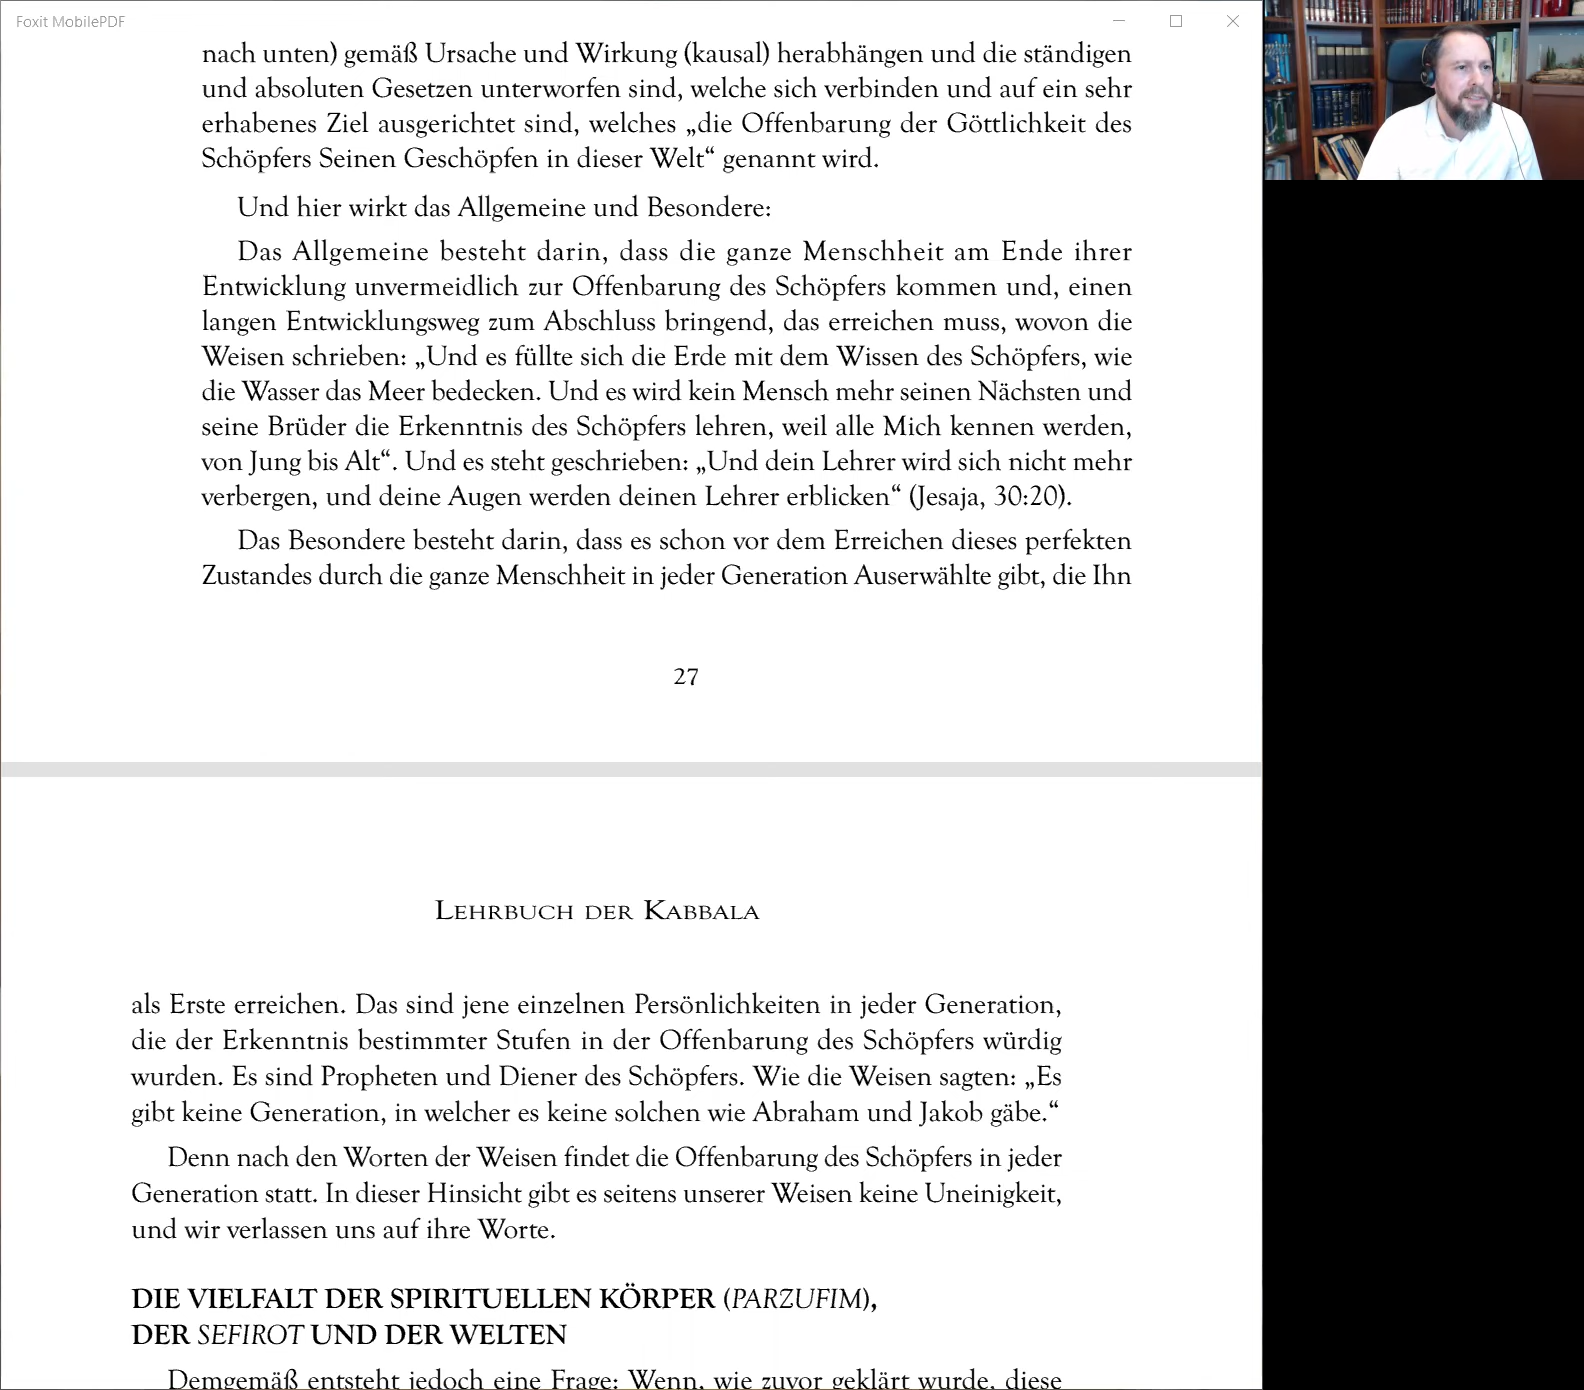 Foxit MobilePDF
nach unten) gemäß Ursache und Wirkung (kausal) herabhängen und die ständigen
und absoluten Gesetzen unterworfen sind, welche sich verbinden und auf ein sehr
erhabenes Ziel ausgerichtet sind, welches „die Offenbarung der Göttlichkeit des
Schöpfers Seinen Geschöpfen in dieser Welt“ genannt wird.
Und hier wirkt das Allgemeine und Besondere:
Das Allgemeine besteht darin, dass die ganze Menschheit am Ende ihrer
Entwicklung unvermeidlich zur Offenbarung des Schöpfers kommen und, einen
langen Entwicklungsweg zum Abschluss bringend, das erreichen muss, wovon die
Weisen schrieben: „Und es füllte sich die Erde mit dem Wissen des Schöpfers, wie
die Wasser das Meer bedecken. Und es wird kein Mensch mehr seinen Nächsten und
seine Brüder die Erkenntnis des Schöpfers lehren, weil alle Mich kennen werden,
von Jung bis Alt“. Und es steht geschrieben: „Und dein Lehrer wird sich nicht mehr
verbergen, und deine Augen werden deinen Lehrer erblicken“ (Jesaja, 30:20).
Das Besondere besteht darin, dass es schon vor dem Erreichen dieses perfekten
Zustandes durch die ganze Menschheit in jeder Generation Auserwählte gibt, die Ihn
27
Lehrbuch der Kabbala
als Erste erreichen. Das sind jene einzelnen Persönlichkeiten in jeder Generation,
die der Erkenntnis bestimmter Stufen in der Offenbarung des Schöpfers würdig
wurden. Es sind Propheten und Diener des Schöpfers. Wie die Weisen sagten: „Es
gibt keine Generation, in welcher es keine solchen wie Abraham und Jakob gäbe.“
Denn nach den Worten der Weisen findet die Offenbarung des Schöpfers in jeder
Generation statt. In dieser Hinsicht gibt es seitens unserer Weisen keine Uneinigkeit,
und wir verlassen uns auf ihre Worte.
DIE VIELFALT DER SPIRITUELLEN KÖRPER (PARZUFIM),
DER SEFIROT UND DER WELTEN
Demgemäß entsteht jedoch eine Frage: Wenn, wie zuvor geklärt wurde, diese